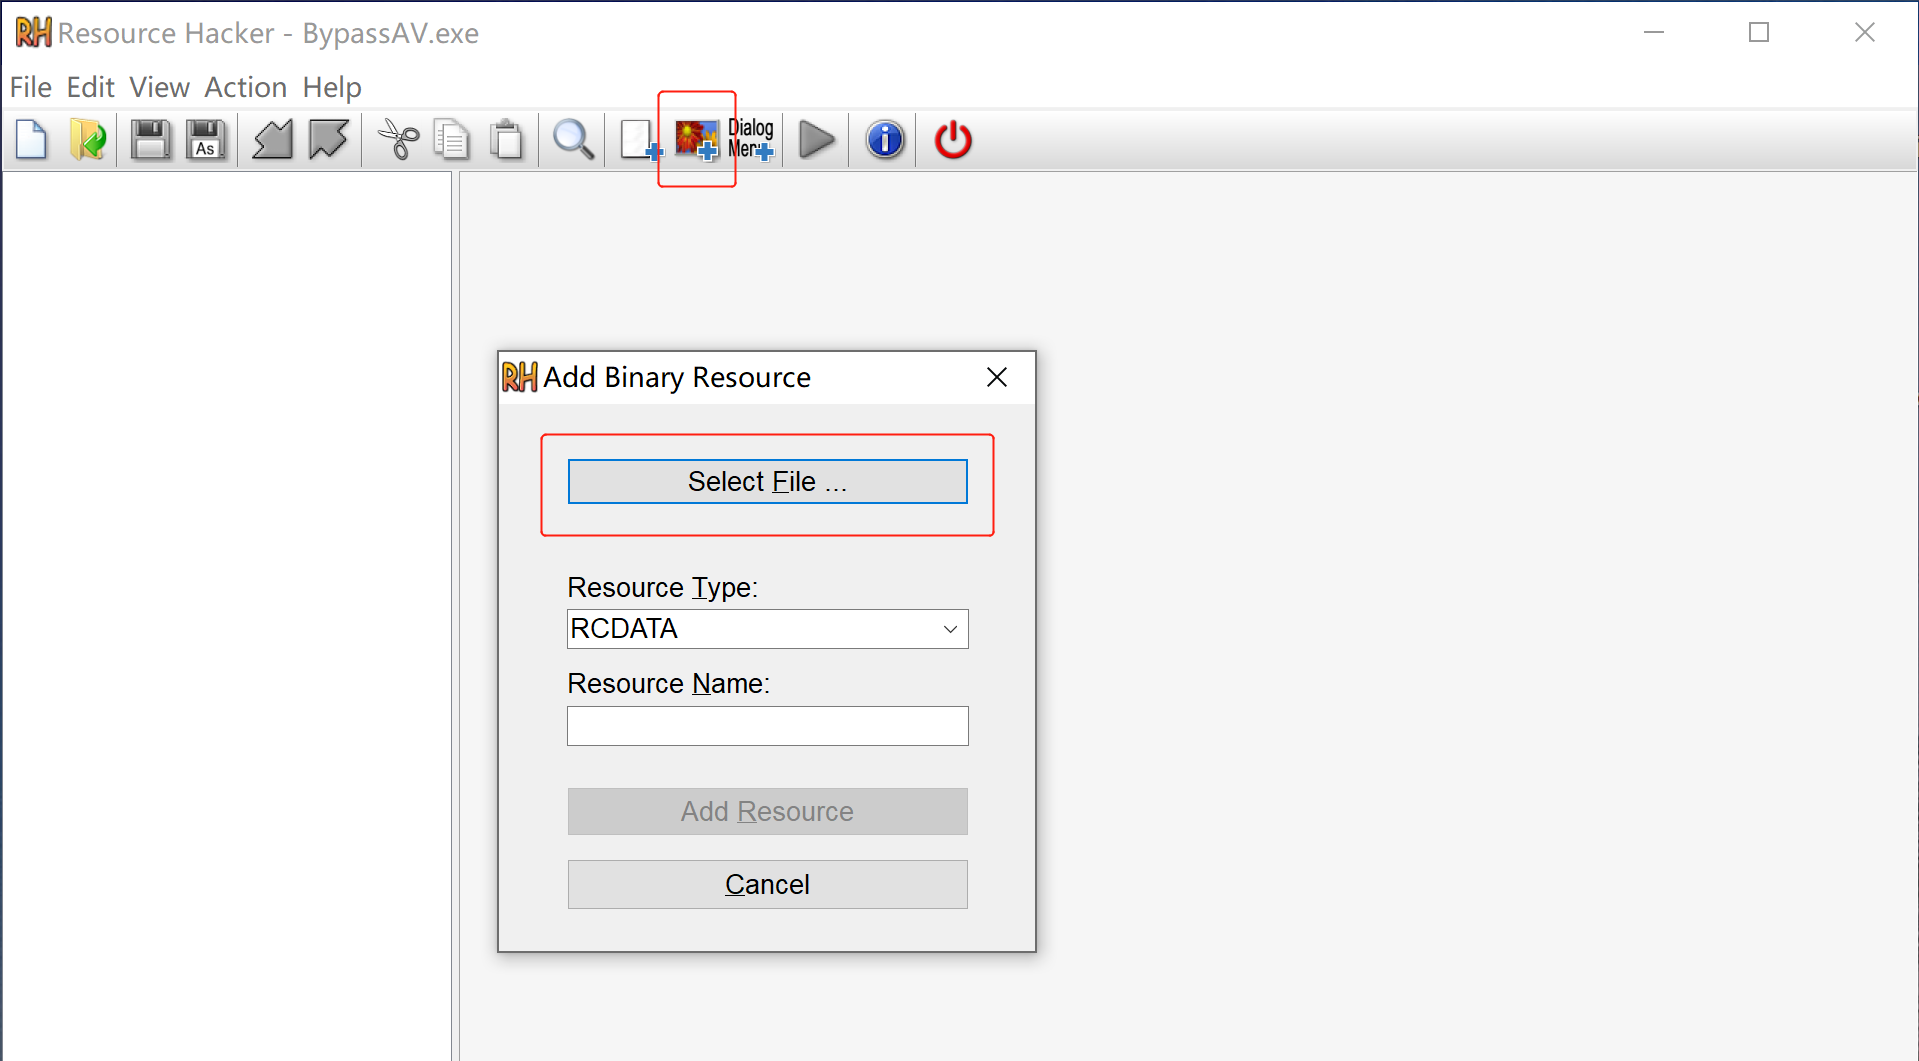 RH Resource Hacker - BypassAV.exe
File Edit View Action Help
As
Dialog
Men
RH Add Binary Resource
Select File ...
Resource Type:
RCDATA
Resource Name:
Add Resource
Cancel